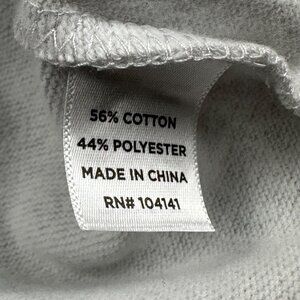 56% COTTON
44% POLYESTER
MADE IN CHINA
RN# 104141